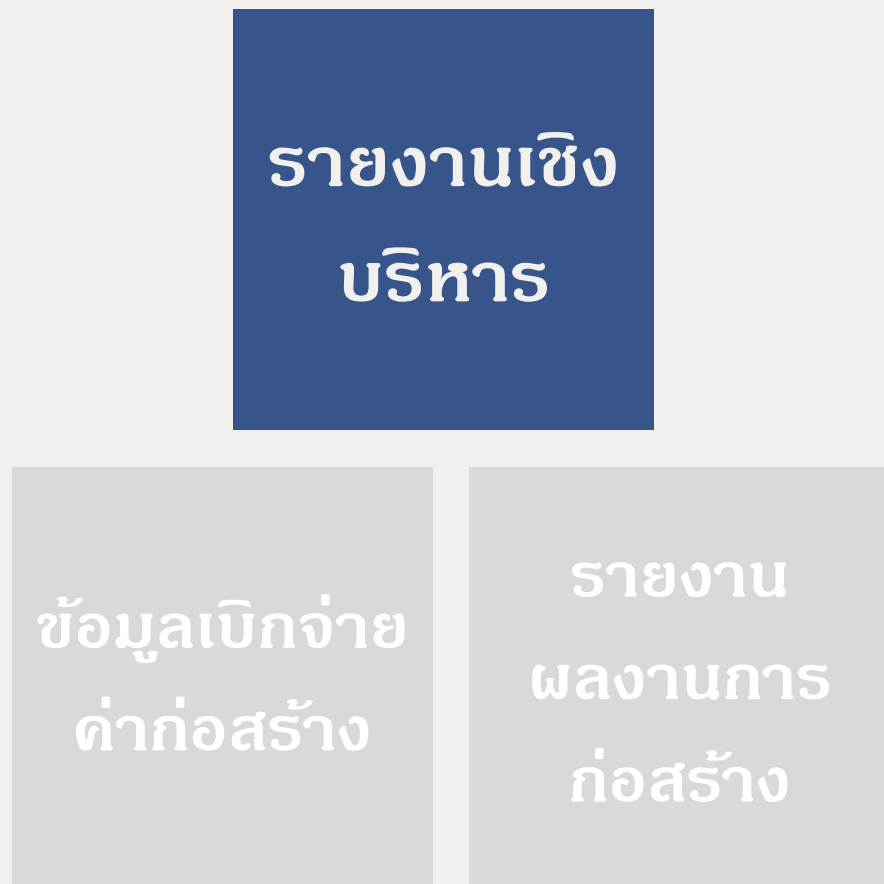 รายงานเชิง
บริหาร
ข้อมูลเบิกจ่าย
ค่าก่อสร้าง
รายงาน
ผลงานการ
ก่อสร้าง